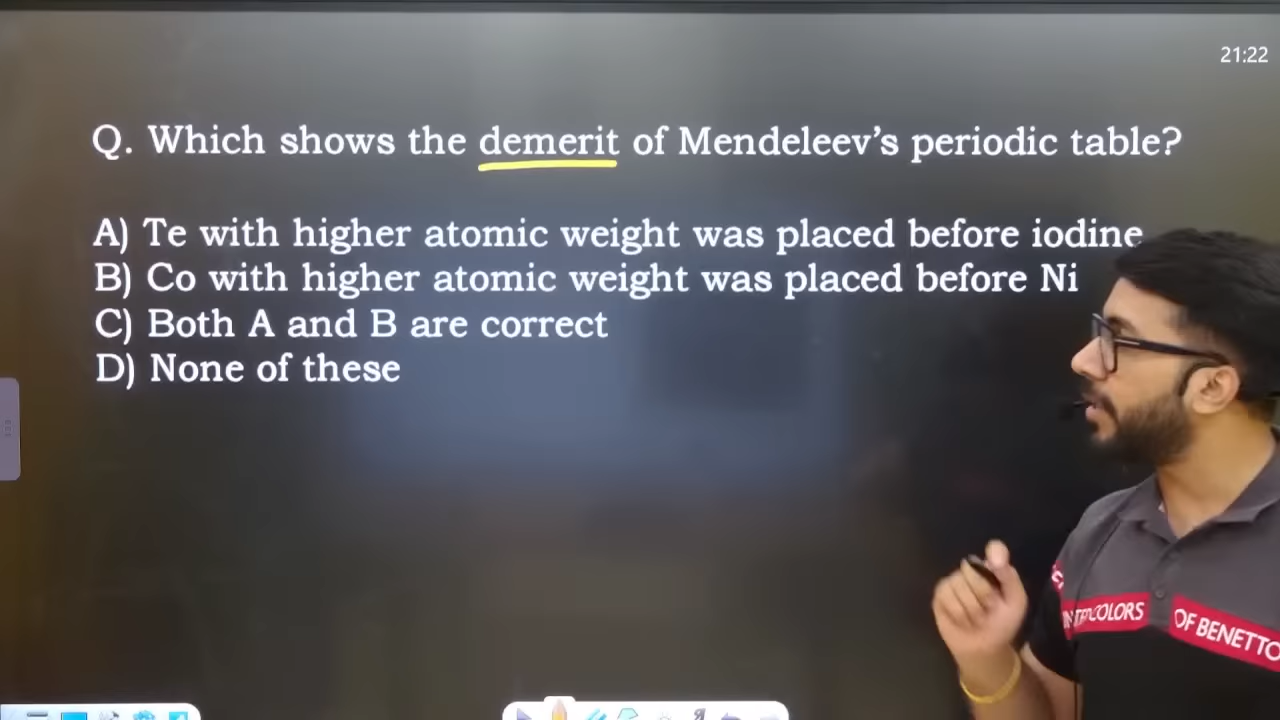 21:22
Q. Which shows the demerit of Mendeleev's periodic table?
A) Te with higher atomic weight was placed before iodine
B) Co with higher atomic weight was placed before Ni
C) Both A and B are correct
D) None of these
COLORS OF BENETTO